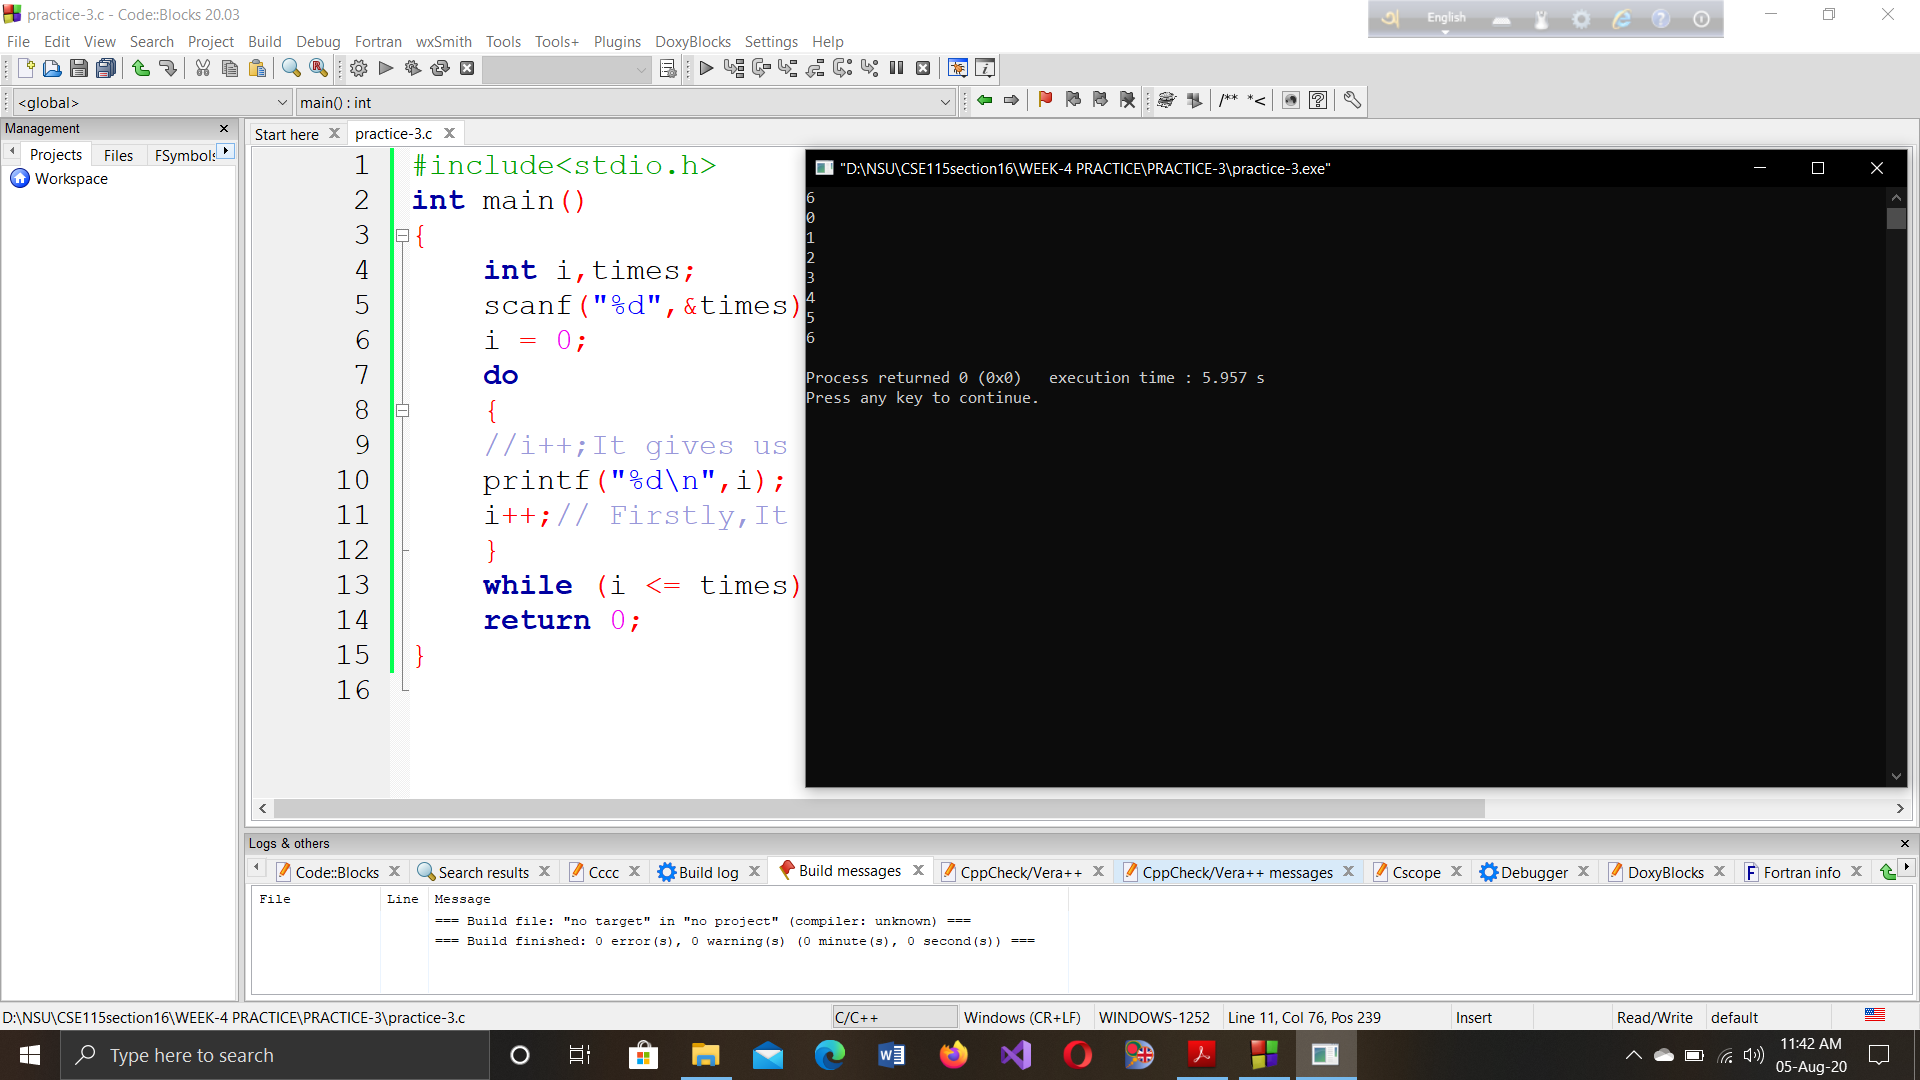 practice-3.c - Code::Blocks 20.03
English
File Edit View Search Project Build Debug Fortran wxSmith Tools Tools+ Plugins DoxyBlocks Settings Help
<global>
main() : int
/** *<
Management
Projects Files FSymbols
Workspace
Start here practice-3.c
1 #include<stdio.h>
2 int main()
3 {
4 int i,times;
5 scanf("%d",&times)
6 i = 0;
7 do
8 {
9 //i++;It gives us
10 printf("%d\n",i);
11 i++;// Firstly,It
12 }
13 while (i <= times)
14 return 0;
15 }
16
"D:\NSU\CSE115section16\WEEK-4 PRACTICE\PRACTICE-3\practice-3.exe"
6
0
1
2
3
4
5
6
Process returned 0 (0x0)   execution time : 5.957 s
Press any key to continue.
Logs & others
Code::Blocks Search results Cccc Build log Build messages CppCheck/Vera++ CppCheck/Vera++ messages Cscope Debugger DoxyBlocks Fortran info
File Line Message
=== Build file: "no target" in "no project" (compiler: unknown) ===
=== Build finished: 0 error(s), 0 warning(s) (0 minute(s), 0 second(s)) ===
D:\NSU\CSE115section16\WEEK-4 PRACTICE\PRACTICE-3\practice-3.c C/C++ Windows (CR+LF) WINDOWS-1252 Line 11, Col 76, Pos 239 Insert Read/Write default
Type here to search
11:42 AM
05-Aug-20